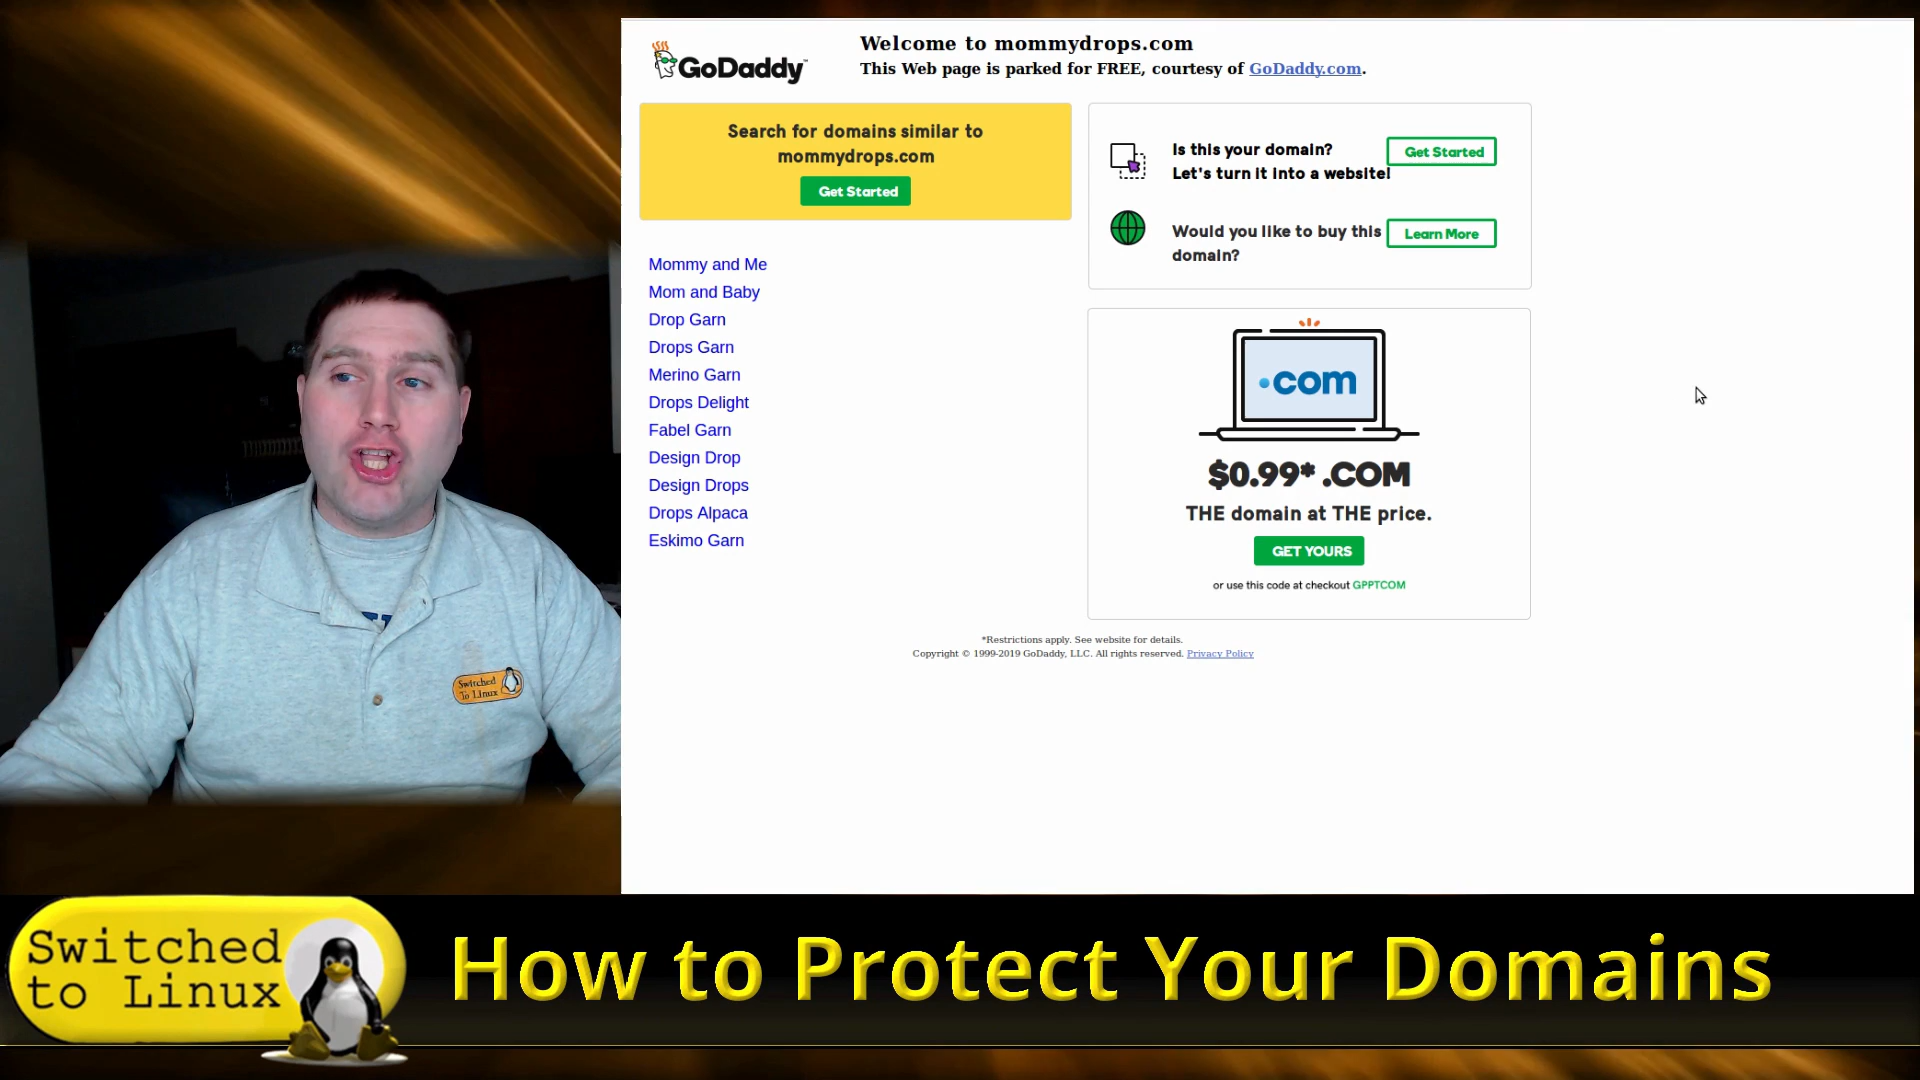 GoDaddy
Welcome to mommydrops.com
This Web page is parked for FREE, courtesy of GoDaddy.com.
Search for domains similar to
mommydrops.com
Get Started
Is this your domain?
Let's turn it into a website!
Get Started
Would you like to buy this
domain?
Learn More
Mommy and Me
Mom and Baby
Drop Garn
Drops Garn
Merino Garn
Drops Delight
Fabel Garn
Design Drop
Design Drops
Drops Alpaca
Eskimo Garn
.com
$0.99* .COM
THE domain at THE price.
GET YOURS
or use this code at checkout GPPTCOM
*Restrictions apply. See website for details.
Copyright © 1999-2019 GoDaddy, LLC. All rights reserved. Privacy Policy
Switched
To Linux
Switched
to Linux
How to Protect Your Domains